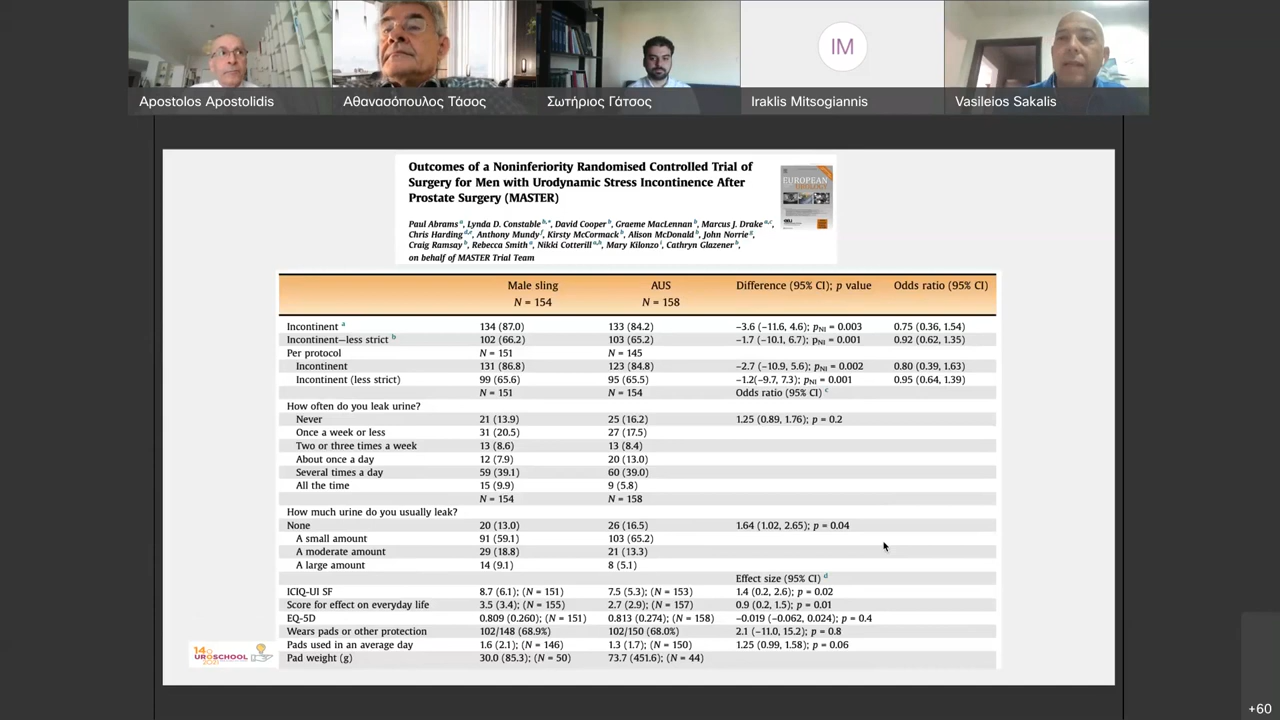 IM
Apostolos Apostolidis
Αθανασόπουλος Τάσος
Σωτήριος Γάτσος
Iraklis Mitsogiannis
Vasileios Sakalis
Outcomes of a Noninferiority Randomised Controlled Trial of
Surgery for Men with Urodynamic Stress Incontinence After
Prostate Surgery (MASTER)
EUROPEAN
UROLOGY
Paul Abrams a, Lynda D. Constable b,*, David Cooper b, Graeme MacLennan b, Marcus J. Drake a,c,
Chris Harding d,e, Anthony Mundy f, Kirsty McCormack b, Alison McDonald b, John Norrie g,
Craig Ramsay b, Rebecca Smith a, Nikki Cotterill a,h, Mary Kilonzo i, Cathryn Glazener b,
on behalf of MASTER Trial Team
Male sling AUS Difference (95% CI); p value Odds ratio (95% CI)
N = 154 N = 158
Incontinent a 134 (87.0) 133 (84.2) −3.6 (−11.6, 4.6); pNI = 0.003 0.75 (0.36, 1.54)
Incontinent—less strict b 102 (66.2) 103 (65.2) −1.7 (−10.1, 6.7); pNI = 0.001 0.92 (0.62, 1.35)
Per protocol N = 151 N = 145
Incontinent 131 (86.8) 123 (84.8) −2.7 (−10.9, 5.6); pNI = 0.002 0.80 (0.39, 1.63)
Incontinent (less strict) 99 (65.6) 95 (65.5) −1.2(−9.7, 7.3); pNI = 0.001 0.95 (0.64, 1.39)
N = 151 N = 154 Odds ratio (95% CI) c
How often do you leak urine?
Never 21 (13.9) 25 (16.2) 1.25 (0.89, 1.76); p = 0.2
Once a week or less 31 (20.5) 27 (17.5)
Two or three times a week 13 (8.6) 13 (8.4)
About once a day 12 (7.9) 20 (13.0)
Several times a day 59 (39.1) 60 (39.0)
All the time 15 (9.9) 9 (5.8)
N = 154 N = 158
How much urine do you usually leak?
None 20 (13.0) 26 (16.5) 1.64 (1.02, 2.65); p = 0.04
A small amount 91 (59.1) 103 (65.2)
A moderate amount 29 (18.8) 21 (13.3)
A large amount 14 (9.1) 8 (5.1)
Effect size (95% CI) d
ICIQ-UI SF 8.7 (6.1); (N = 151) 7.5 (5.3); (N = 153) 1.4 (0.2, 2.6); p = 0.02
Score for effect on everyday life 3.5 (3.4); (N = 155) 2.7 (2.9); (N = 157) 0.9 (0.2, 1.5); p = 0.01
EQ-5D 0.809 (0.260); (N = 151) 0.813 (0.274); (N = 158) −0.019 (−0.062, 0.024); p = 0.4
Wears pads or other protection 102/148 (68.9%) 102/150 (68.0%) 2.1 (−11.0, 15.2); p = 0.8
Pads used in an average day 1.6 (2.1); (N = 146) 1.3 (1.7); (N = 150) 1.25 (0.99, 1.58); p = 0.06
Pad weight (g) 30.0 (85.3); (N = 50) 73.7 (451.6); (N = 44)
UROSCHOOL
2021
+60